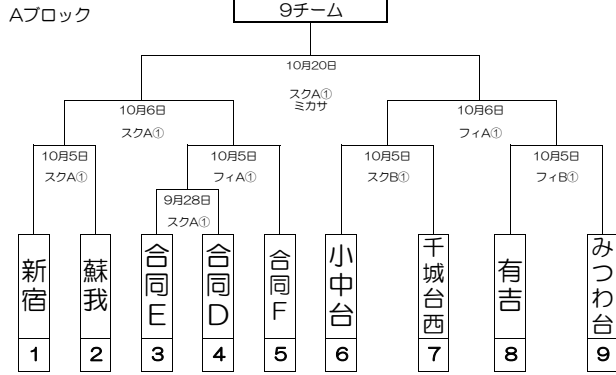 Aブロック
9チーム
10月20日
スクA①
ミカサ
10月6日
スクA①
10月6日
フィA①
10月5日
スクA①
10月5日
フィA①
10月5日
スクB①
10月5日
フィB①
9月28日
スクA①
新宿
蘇我
合同E
合同D
合同F
小中台
千城台西
有吉
みつわ台
1
2
3
4
5
6
7
8
9